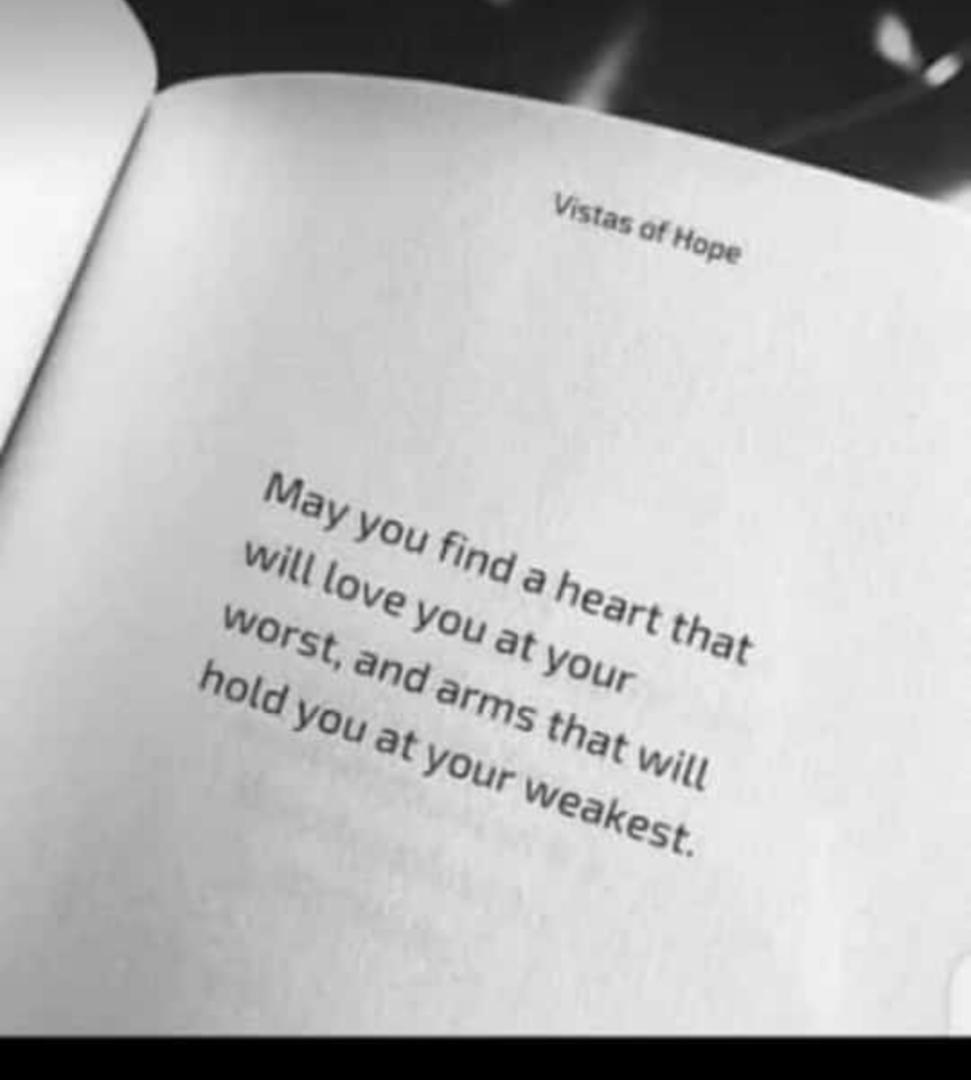 Vistas of Hope
May you find a heart that
will love you at your
worst, and arms that will
hold you at your weakest.